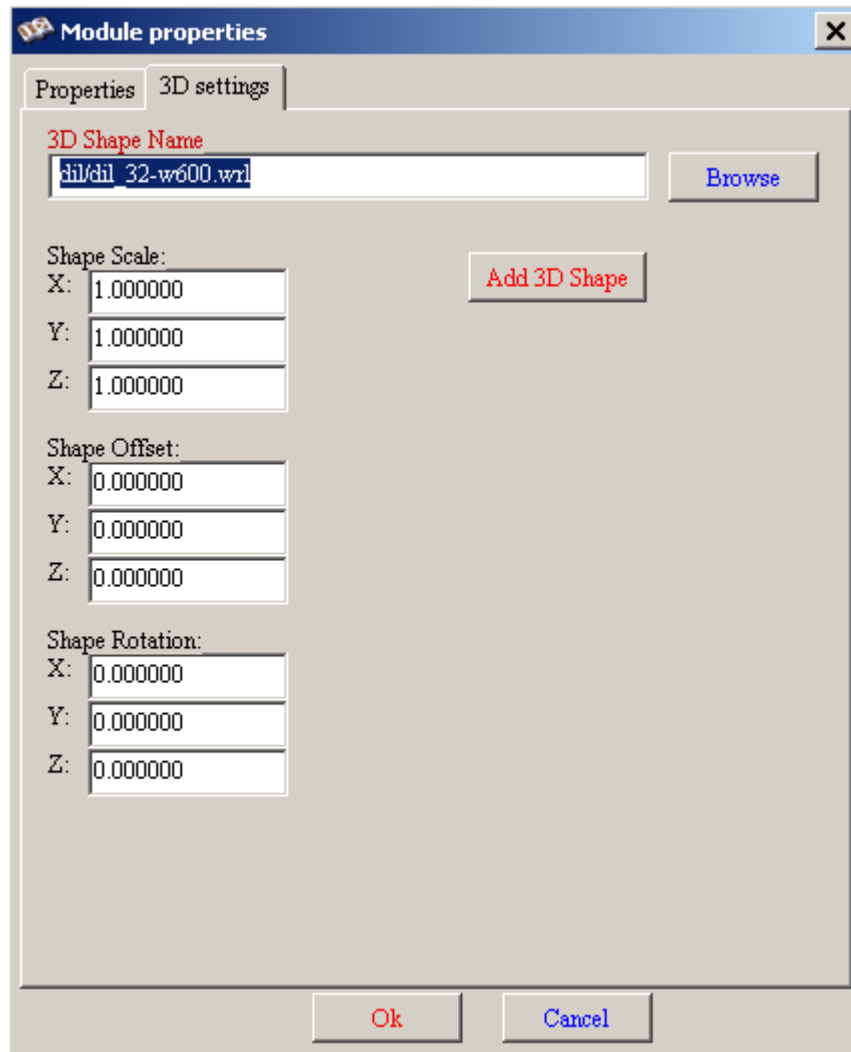 Module properties
Properties 3D settings
3D Shape Name
dil/dil_32-w600.wrl
Browse
Shape Scale:
X: 1.000000
Add 3D Shape
Y: 1.000000
Z: 1.000000
Shape Offset:
X: 0.000000
Y: 0.000000
Z: 0.000000
Shape Rotation:
X: 0.000000
Y: 0.000000
Z: 0.000000
Ok Cancel